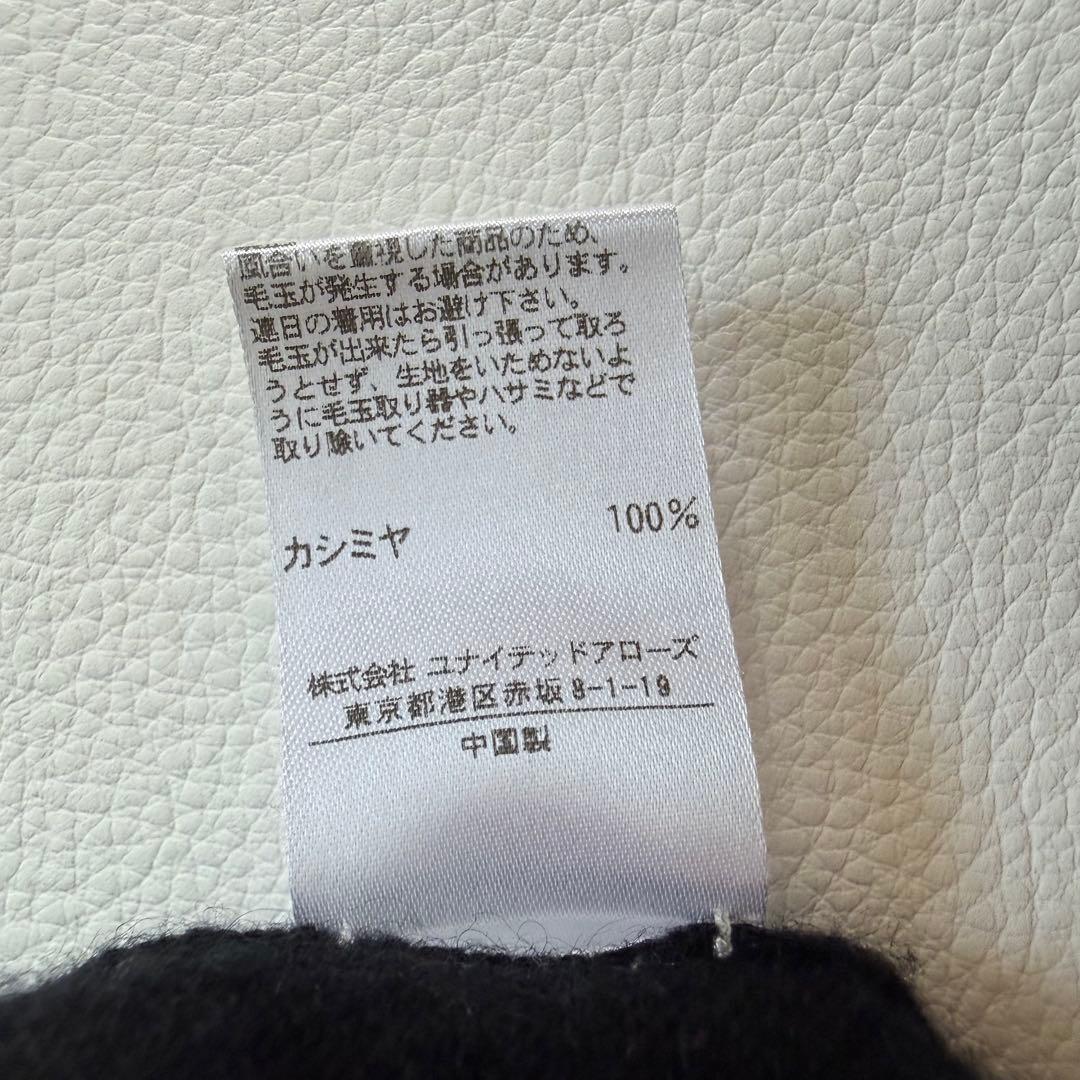 風合いを重視した商品のため、
毛玉が発生する場合があります。
連日の着用はお避け下さい。
毛玉が出来たら引っ張って取ろ
うとせず、生地をいためないよ
うに毛玉取り器やハサミなどで
取り除いてください。
カシミヤ 100%
株式会社 ユナイテッドアローズ
東京都港区赤坂8-1-19
中国製